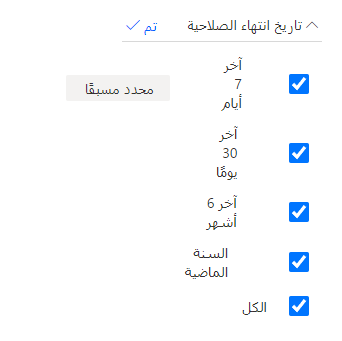 تاريخ انتهاء الصلاحية
تم
آخر
7
أيام
محدد مسبقًا
آخر
30
يومًا
آخر 6
أشهر
السنة
الماضية
الكل